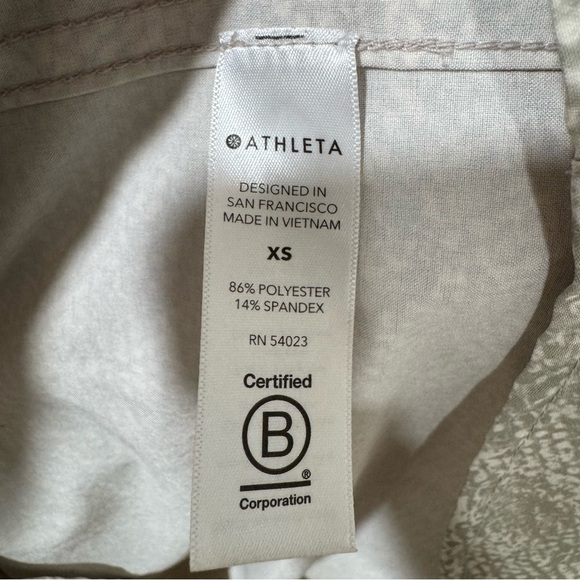 ATHLETA
DESIGNED IN
SAN FRANCISCO
MADE IN VIETNAM
XS
86% POLYESTER
14% SPANDEX
RN 54023
Certified
B
®
Corporation